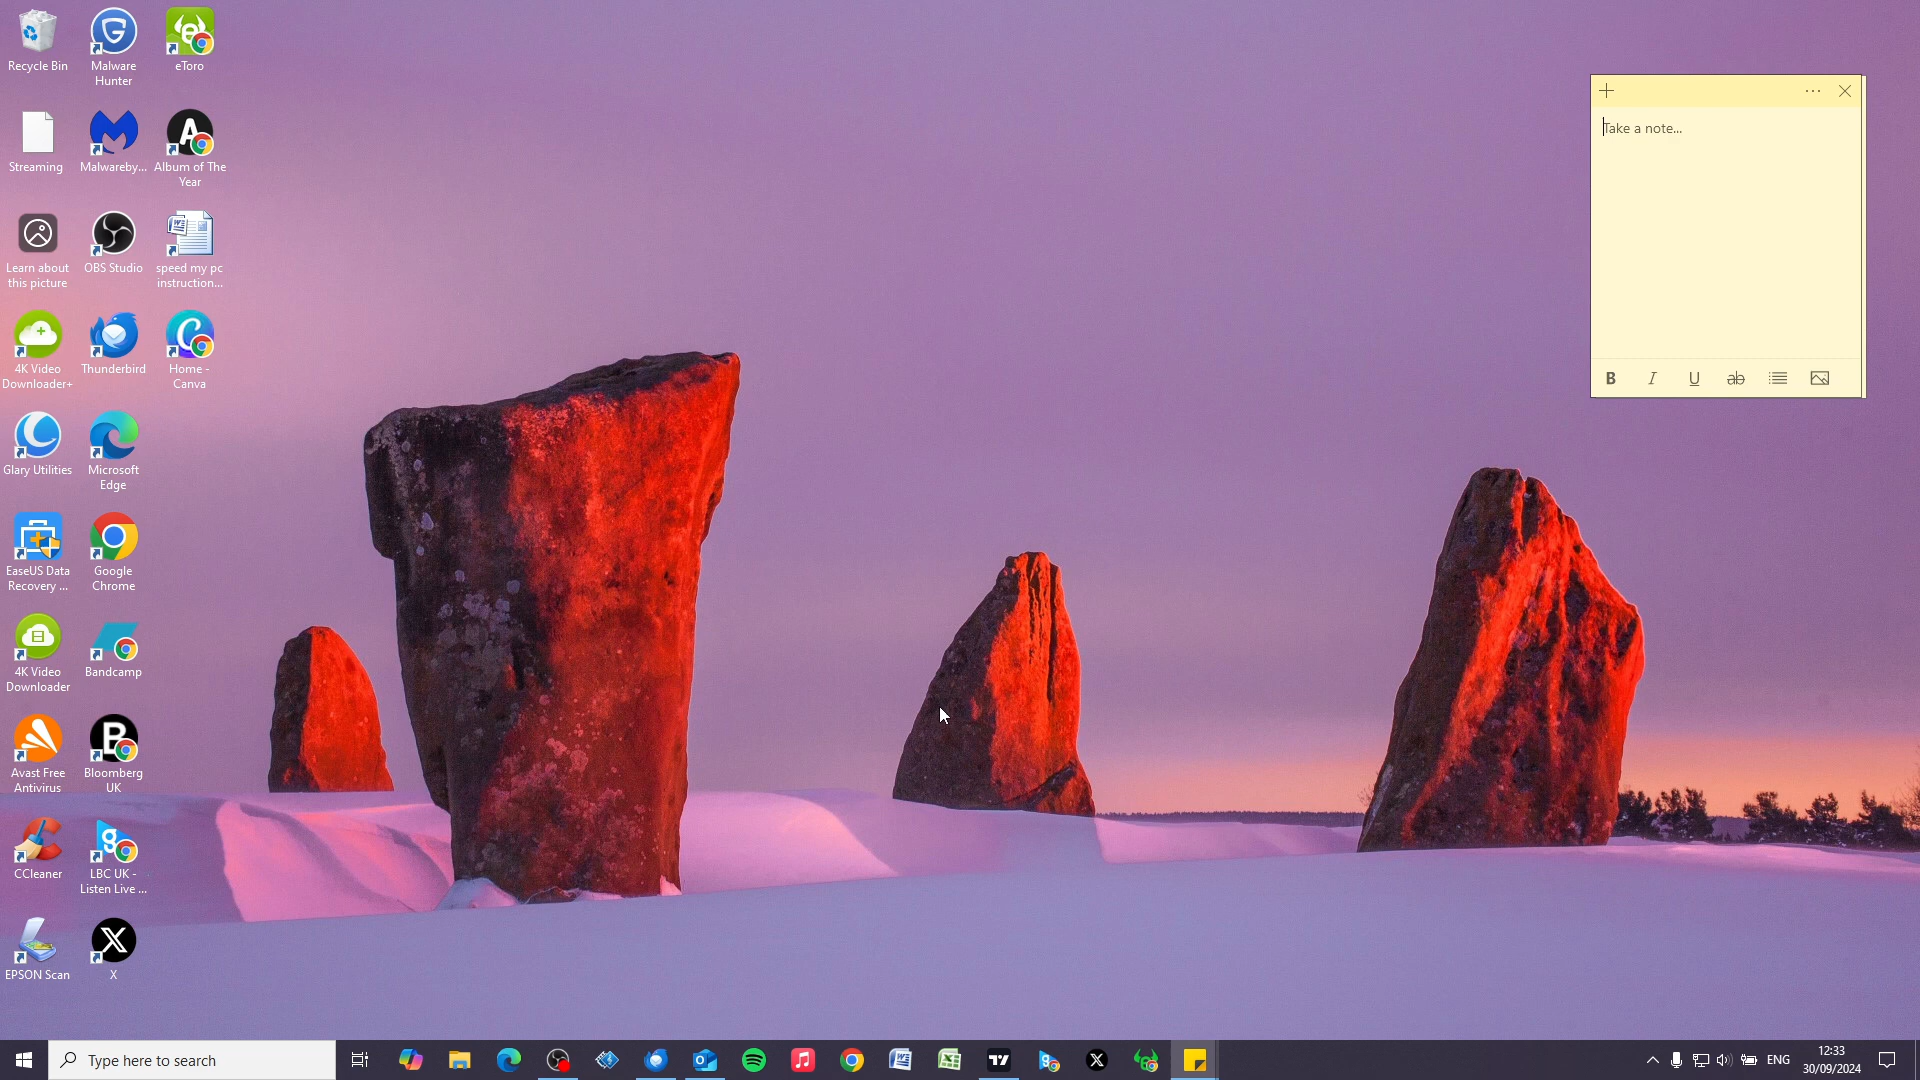 Recycle Bin
Malware
Hunter
eToro
Streaming
Malwareby...
Album of The
Year
Learn about
this picture
OBS Studio
speed my pc
instruction...
4K Video
Downloader+
Thunderbird
Home -
Canva
Glary Utilities
Microsoft
Edge
EaseUS Data
Recovery ...
Google
Chrome
4K Video
Downloader
Bandcamp
Avast Free
Antivirus
Bloomberg
UK
CCleaner
LBC UK -
Listen Live ...
EPSON Scan
X
Take a note...
B I U ab
Type here to search
ENG
12:33
30/09/2024